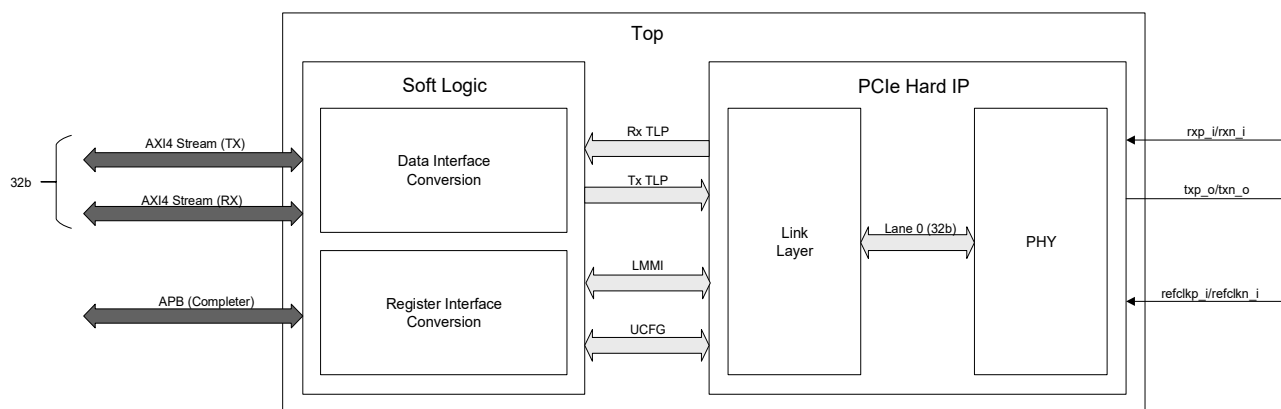 Top
Soft Logic
PCIe Hard IP
AXI4 Stream (TX)
32b
AXI4 Stream (RX)
APB (Completer)
Data Interface
Conversion
Register Interface
Conversion
Rx TLP
Tx TLP
LMMI
UCFG
Link
Layer
Lane 0 (32b)
PHY
rxp_i/rxn_i
txp_o/txn_o
refclkp_i/refclkn_i